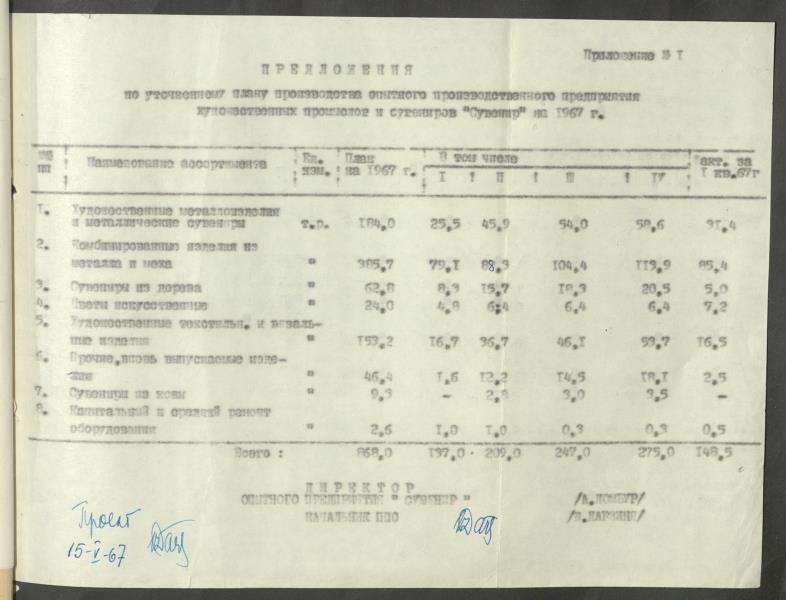 Приложение № I
ПРЕДЛОЖЕНИЯ
по уточненному плану производства опытного производственного предприятия
художественных промыслов и сувениров "Сувенир" на 1967 г.
№№ пп ! Наименование ассортимента ! Ед. изм. ! План на 1967 г. ! В том числе ! Факт. за I кв.67г
I ! II ! III ! IV
1. Художественные металлоизделия
и металлические сувениры т.р. 184,0 25,5 45,9 54,0 58,6 31,4
2. Комбинированные изделия из
металла и меха " 385,7 79,1 88,3 104,4 113,9 85,4
3. Сувениры из дерева " 62,8 8,3 15,7 18,3 20,5 5,0
4. Цветы искусственные " 24,0 4,8 6,4 6,4 6,4 7,2
5. Художественные текстильн. и вязаль-
ные изделия " 153,2 16,7 36,7 46,1 53,7 16,5
6. Прочие, вновь выпускаемые изде-
лия " 46,4 1,6 12,2 14,5 18,1 2,5
7. Сувениры из кожи " 9,3 - 2,8 3,0 3,5 -
8. Капитальный и средний ремонт
оборудования " 2,6 1,0 1,0 0,3 0,3 0,5
Всего : 868,0 137,0 209,0 247,0 275,0 148,5
ДИРЕКТОР
ОПЫТНОГО ПРЕДПРИЯТИЯ " СУВЕНИР " /А.ЛОМБУР/
НАЧАЛЬНИК ППО
Проект
15-V-67